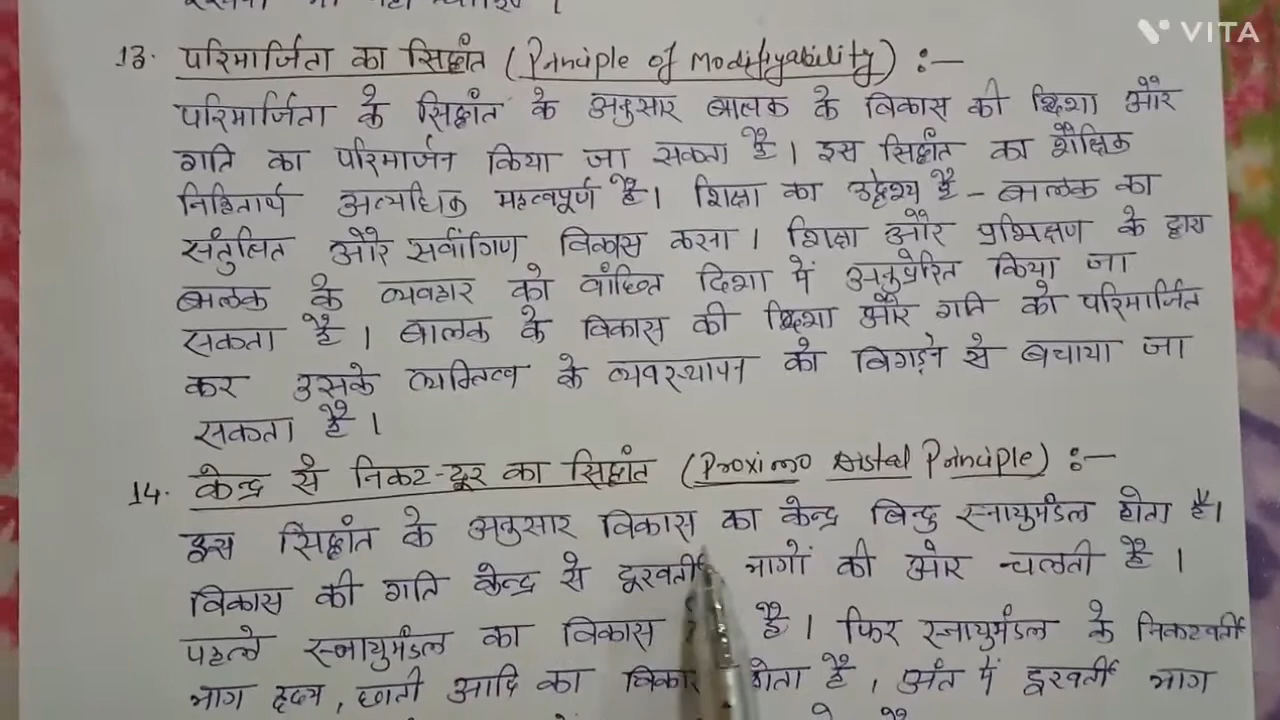 VITA
13. परिमार्जिता का सिद्धांत (Principle of Modifyability) :-
परिमार्जिता के सिद्धांत के अनुसार बालक के विकास की दिशा और
गति का परिमार्जन किया जा सकता है। इस सिद्धांत का शैक्षिक
निहितार्थ अत्यधिक महत्वपूर्ण है। शिक्षा का उद्देश्य है - बालक का
संतुलित और सर्वांगिण विकास करना। शिक्षा और प्रशिक्षण के द्वारा
बालक के व्यवहार को वांछित दिशा में अनुप्रेरित किया जा
सकता है। बालक के विकास की दिशा और गति को परिमार्जित
कर उसके व्यक्तित्व के व्यवस्थापन को बिगड़ने से बचाया जा
सकता है।
14. केन्द्र से निकट-दूर का सिद्धांत (Proximo Distal Principle) :-
इस सिद्धांत के अनुसार विकास का केन्द्र बिन्दु स्नायुमंडल होता है।
विकास की गति केन्द्र से दूरवर्ती भागों की ओर चलती है।
पहले स्नायुमंडल का विकास है। फिर स्नायुमंडल के निकटवर्ती
भाग हृदय, छाती आदि का विकास होता है, अंत में दूरवर्ती भाग